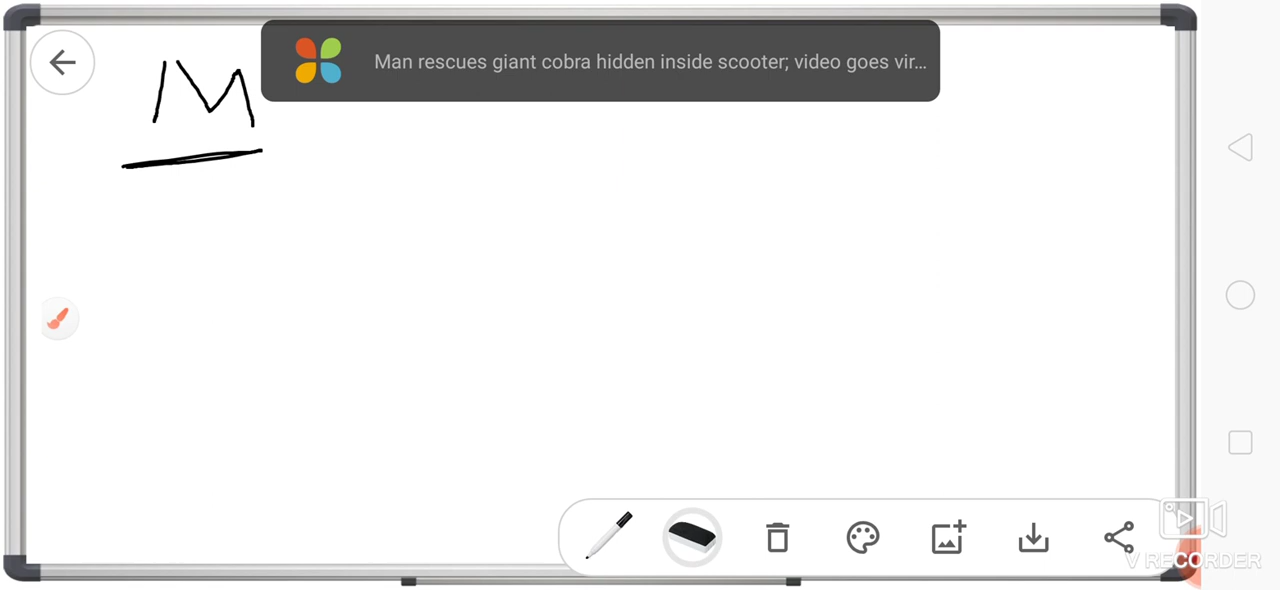 Man rescues giant cobra hidden inside scooter; video goes vir...
M
V RECORDER